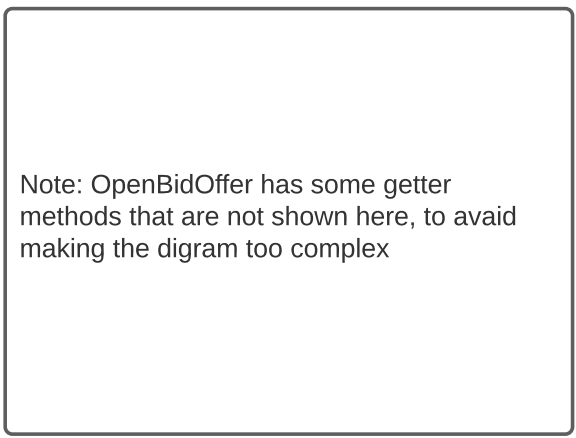 Note: OpenBidOffer has some getter
methods that are not shown here, to avaid
making the digram too complex